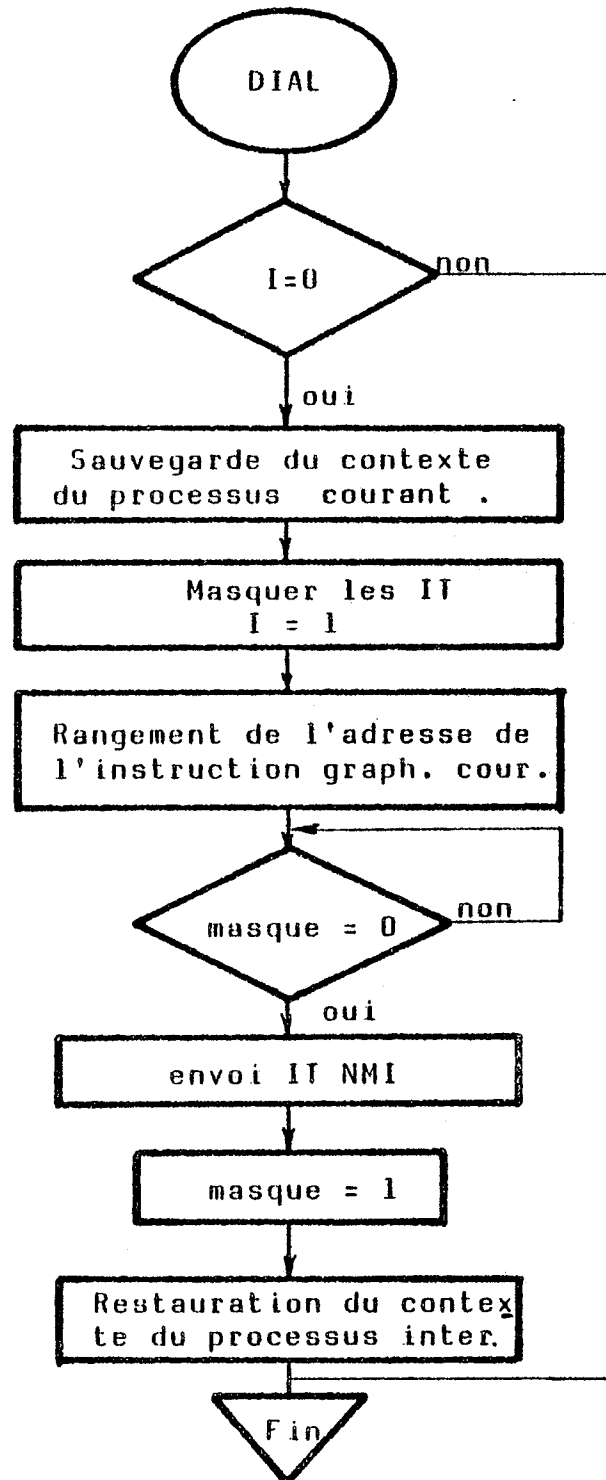 DIAL
I=0
non
oui
Sauvegarde du contexte
du processus courant .
Masquer les IT
I = 1
Rangement de l'adresse de
l'instruction graph. cour.
masque = 0
non
oui
envoi IT NMI
masque = 1
Restauration du contex
te du processus inter.
Fin